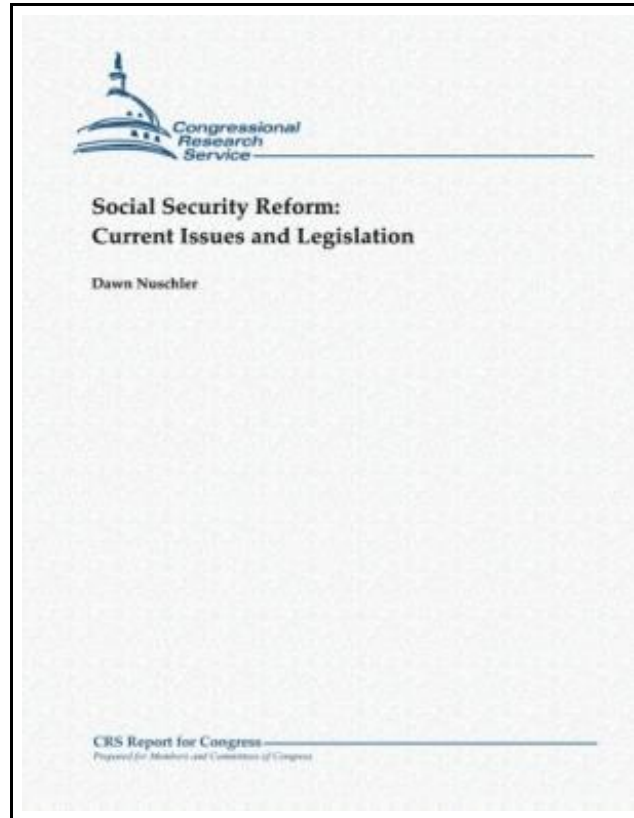 Congressional
Research
Service
Social Security Reform:
Current Issues and Legislation
Dawn Nuschler
CRS Report for Congress
Prepared for Members and Committees of Congress